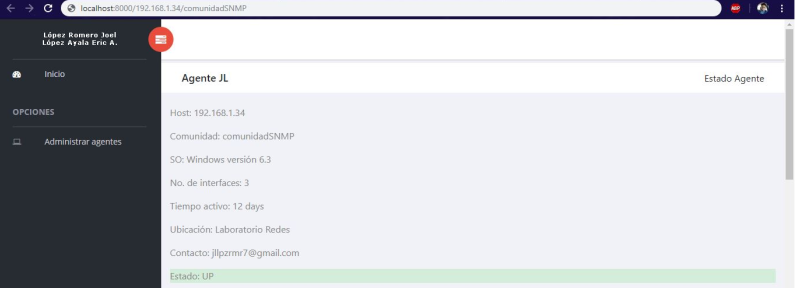 localhost:8000/192.168.1.34/comunidadSNMP
López Romero Joel
López Ayala Eric A.
Inicio
OPCIONES
Administrar agentes
Agente JL
Estado Agente
Host: 192.168.1.34
Comunidad: comunidadSNMP
SO: Windows versión 6.3
No. de interfaces: 3
Tiempo activo: 12 days
Ubicación: Laboratorio Redes
Contacto: jllpzrmr7@gmail.com
Estado: UP